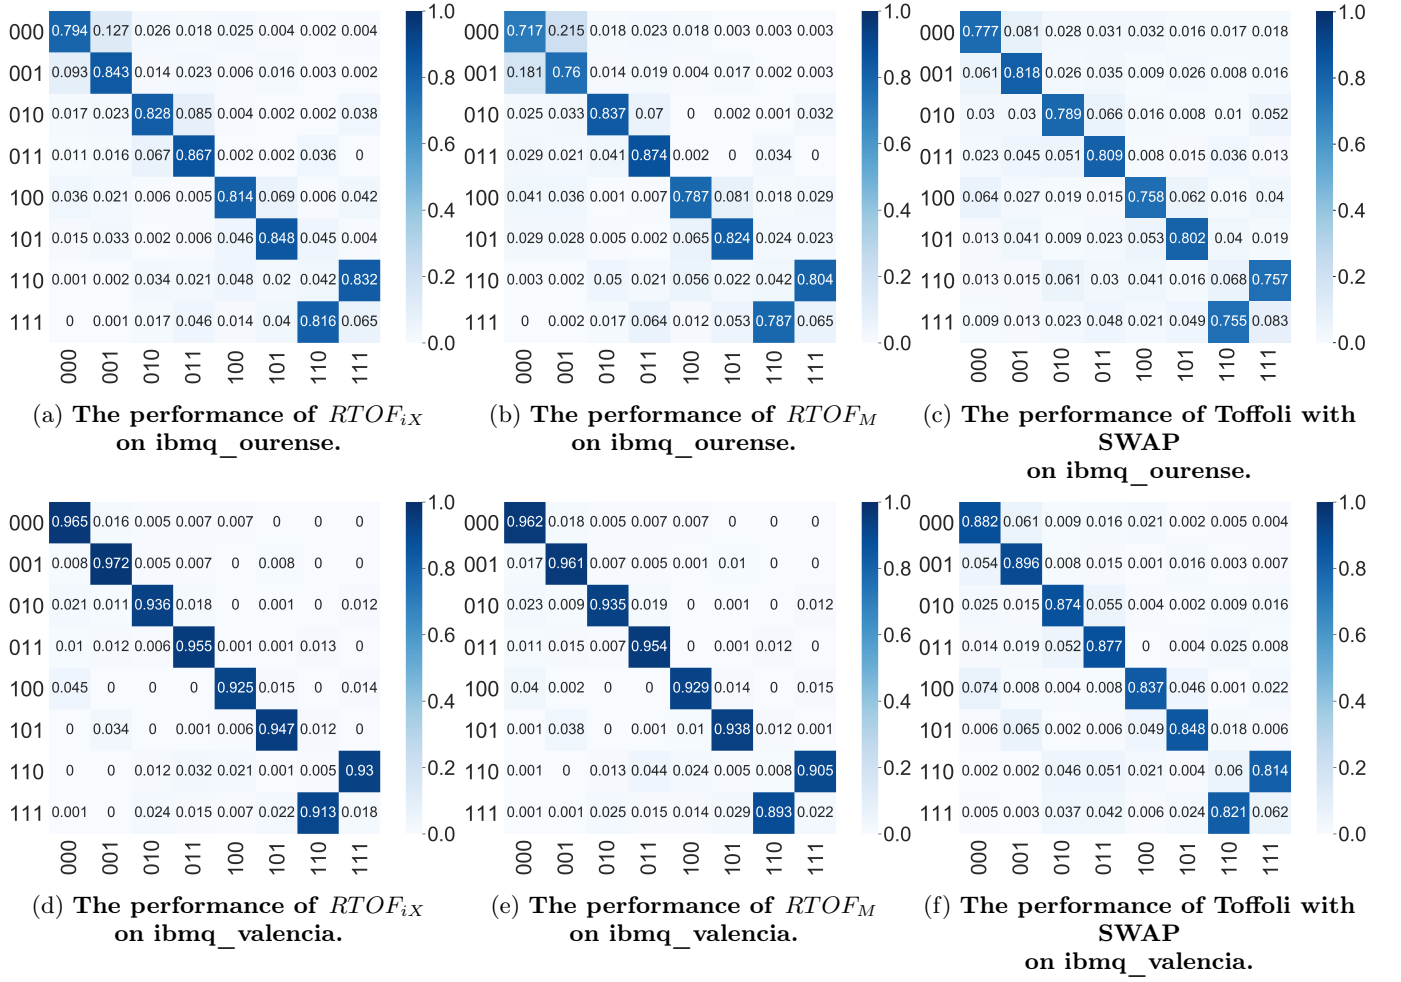 000 0.794 0.127 0.026 0.018 0.025 0.004 0.002 0.004
001 0.093 0.843 0.014 0.023 0.006 0.016 0.003 0.002
010 0.017 0.023 0.828 0.085 0.004 0.002 0.002 0.038
011 0.011 0.016 0.067 0.867 0.002 0.002 0.036 0
100 0.036 0.021 0.006 0.005 0.814 0.069 0.006 0.042
101 0.015 0.033 0.002 0.006 0.046 0.848 0.045 0.004
110 0.001 0.002 0.034 0.021 0.048 0.02 0.042 0.832
111 0 0.001 0.017 0.046 0.014 0.04 0.816 0.065
000 001 010 011 100 101 110 111
1.0
0.8
0.6
0.4
0.2
0.0
(a) The performance of RTOF_iX
on ibmq_ourense.
000 0.717 0.215 0.018 0.023 0.018 0.003 0.003 0.003
001 0.181 0.76 0.014 0.019 0.004 0.017 0.002 0.003
010 0.025 0.033 0.837 0.07 0 0.002 0.001 0.032
011 0.029 0.021 0.041 0.874 0.002 0 0.034 0
100 0.041 0.036 0.001 0.007 0.787 0.081 0.018 0.029
101 0.029 0.028 0.005 0.002 0.065 0.824 0.024 0.023
110 0.003 0.002 0.05 0.021 0.056 0.022 0.042 0.804
111 0 0.002 0.017 0.064 0.012 0.053 0.787 0.065
000 001 010 011 100 101 110 111
1.0
0.8
0.6
0.4
0.2
0.0
(b) The performance of RTOF_M
on ibmq_ourense.
000 0.777 0.081 0.028 0.031 0.032 0.016 0.017 0.018
001 0.061 0.818 0.026 0.035 0.009 0.026 0.008 0.016
010 0.03 0.03 0.789 0.066 0.016 0.008 0.01 0.052
011 0.023 0.045 0.051 0.809 0.008 0.015 0.036 0.013
100 0.064 0.027 0.019 0.015 0.758 0.062 0.016 0.04
101 0.013 0.041 0.009 0.023 0.053 0.802 0.04 0.019
110 0.013 0.015 0.061 0.03 0.041 0.016 0.068 0.757
111 0.009 0.013 0.023 0.048 0.021 0.049 0.755 0.083
000 001 010 011 100 101 110 111
1.0
0.8
0.6
0.4
0.2
0.0
(c) The performance of Toffoli with
SWAP
on ibmq_ourense.
000 0.965 0.016 0.005 0.007 0.007 0 0 0
001 0.008 0.972 0.005 0.007 0 0.008 0 0
010 0.021 0.011 0.936 0.018 0 0.001 0 0.012
011 0.01 0.012 0.006 0.955 0.001 0.001 0.013 0
100 0.045 0 0 0 0.925 0.015 0 0.014
101 0 0.034 0 0.001 0.006 0.947 0.012 0
110 0 0 0.012 0.032 0.021 0.001 0.005 0.93
111 0.001 0 0.024 0.015 0.007 0.022 0.913 0.018
000 001 010 011 100 101 110 111
1.0
0.8
0.6
0.4
0.2
0.0
(d) The performance of RTOF_iX
on ibmq_valencia.
000 0.962 0.018 0.005 0.007 0.007 0 0 0
001 0.017 0.961 0.007 0.005 0.001 0.01 0 0
010 0.023 0.009 0.935 0.019 0 0.001 0 0.012
011 0.011 0.015 0.007 0.954 0 0.001 0.011 0
100 0.04 0.002 0 0 0.929 0.014 0 0.015
101 0.001 0.038 0 0.001 0.01 0.938 0.012 0.001
110 0.001 0 0.013 0.044 0.024 0.005 0.008 0.905
111 0.001 0.001 0.025 0.015 0.014 0.029 0.893 0.022
000 001 010 011 100 101 110 111
1.0
0.8
0.6
0.4
0.2
0.0
(e) The performance of RTOF_M
on ibmq_valencia.
000 0.882 0.061 0.009 0.016 0.021 0.002 0.005 0.004
001 0.054 0.896 0.008 0.015 0.001 0.016 0.003 0.007
010 0.025 0.015 0.874 0.055 0.004 0.002 0.009 0.016
011 0.014 0.019 0.052 0.877 0 0.004 0.025 0.008
100 0.074 0.008 0.004 0.008 0.837 0.046 0.001 0.022
101 0.006 0.065 0.002 0.006 0.049 0.848 0.018 0.006
110 0.002 0.002 0.046 0.051 0.021 0.004 0.06 0.814
111 0.005 0.003 0.037 0.042 0.006 0.024 0.821 0.062
000 001 010 011 100 101 110 111
1.0
0.8
0.6
0.4
0.2
0.0
(f) The performance of Toffoli with
SWAP
on ibmq_valencia.